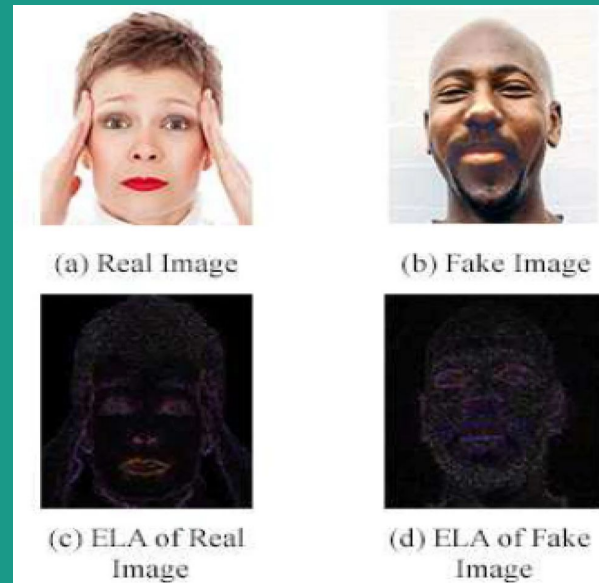 (a) Real Image
(b) Fake Image
(c) ELA of Real
Image
(d) ELA of Fake
Image